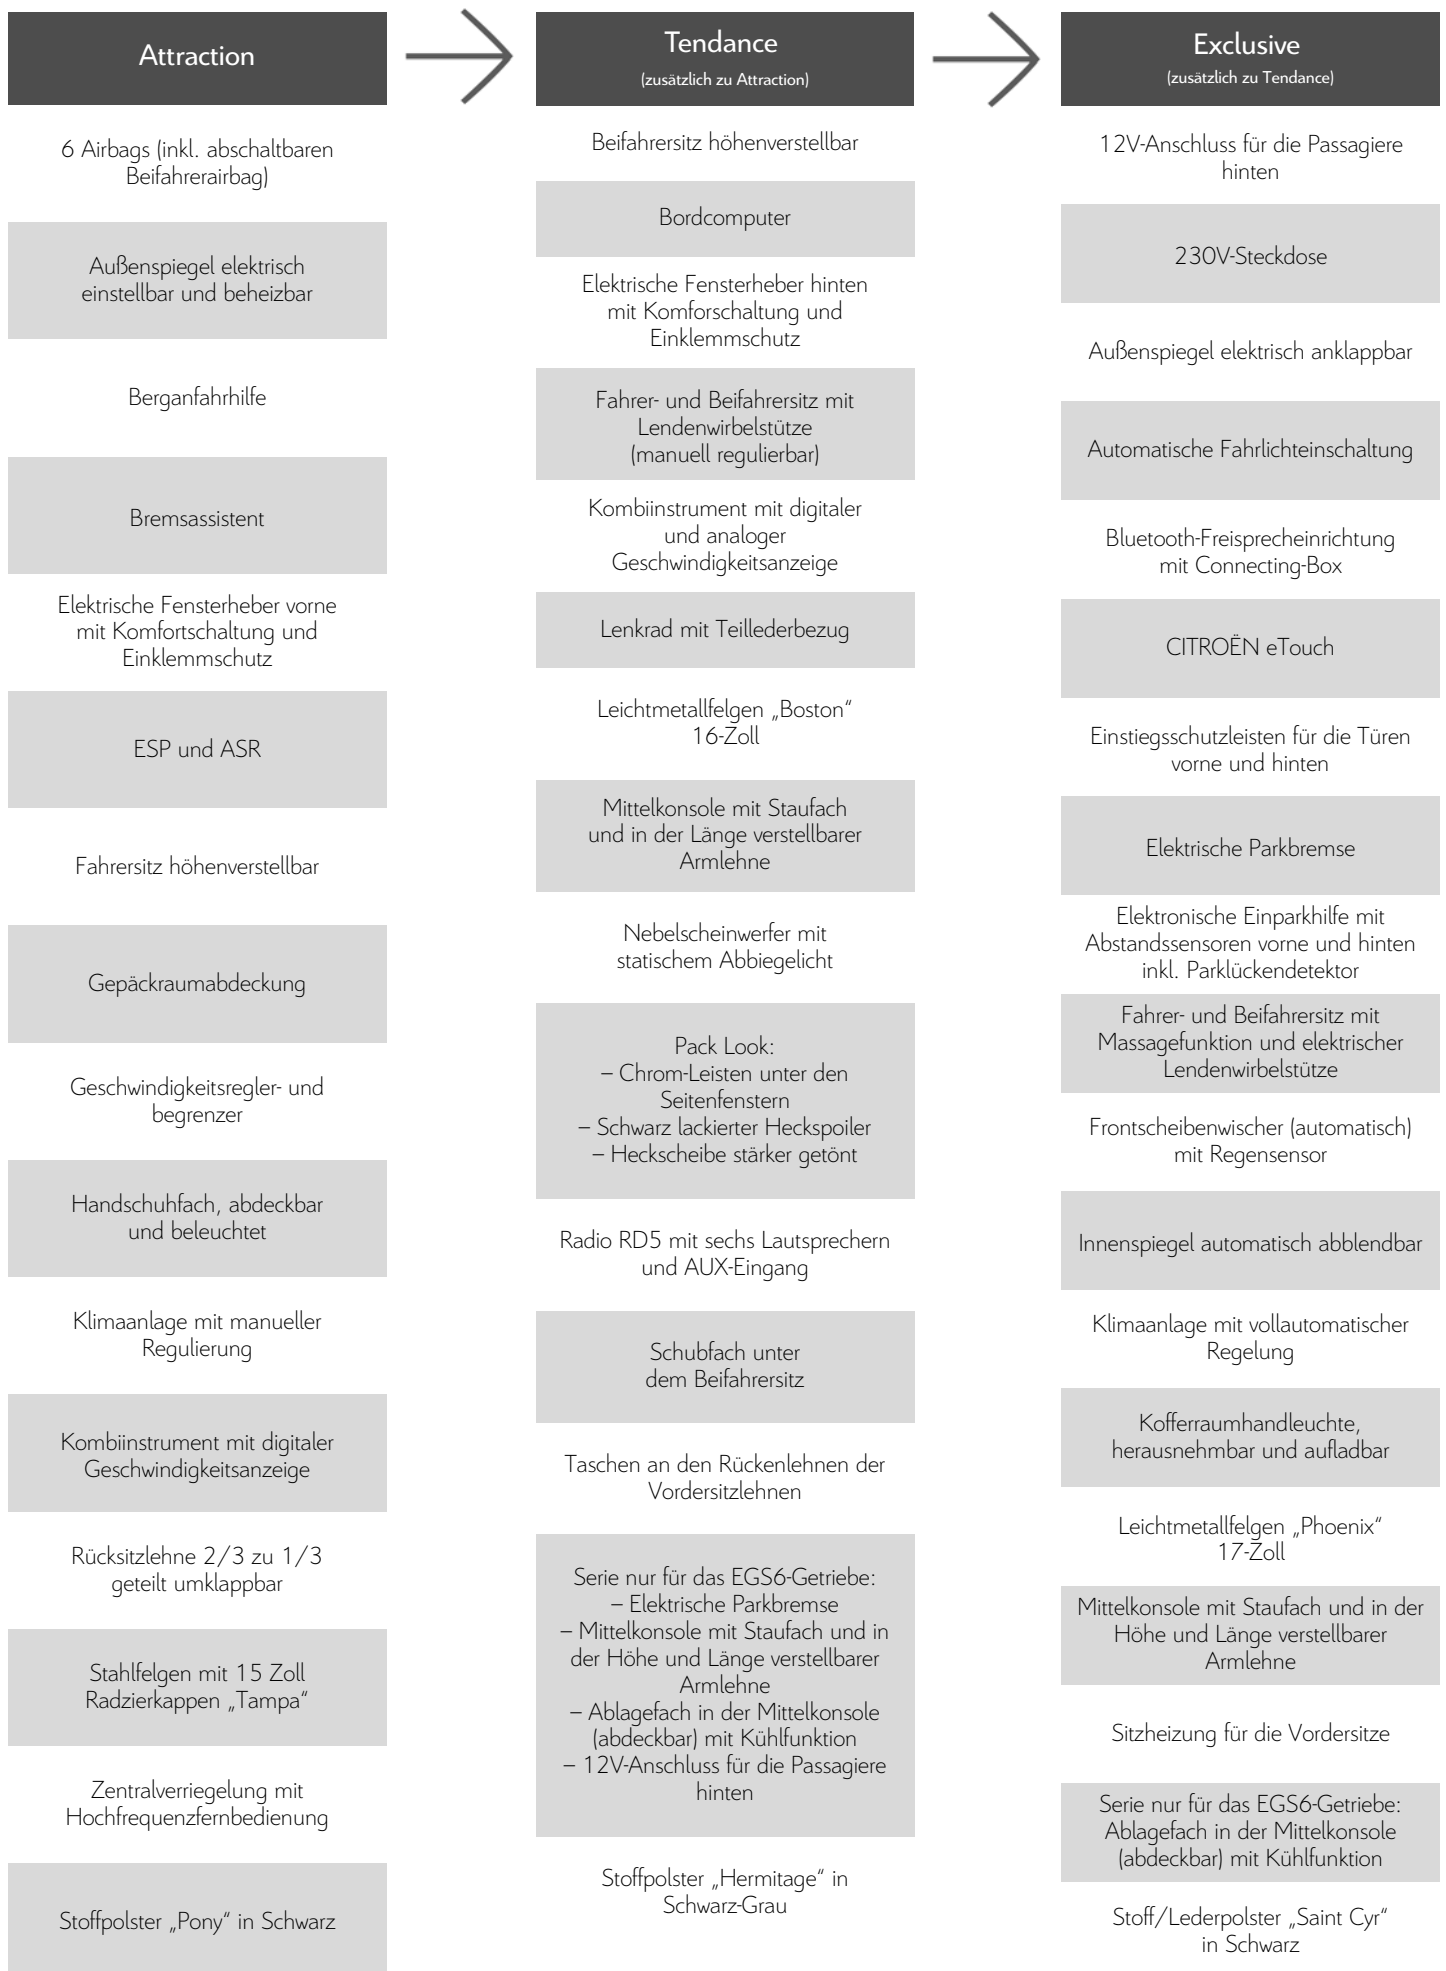 Attraction
6 Airbags (inkl. abschaltbaren
Beifahrerairbag)
Außenspiegel elektrisch
einstellbar und beheizbar
Berganfahrhilfe
Bremsassistent
Elektrische Fensterheber vorne
mit Komfortschaltung und
Einklemmschutz
ESP und ASR
Fahrersitz höhenverstellbar
Gepäckraumabdeckung
Geschwindigkeitsregler- und
begrenzer
Handschuhfach, abdeckbar
und beleuchtet
Klimaanlage mit manueller
Regulierung
Kombiinstrument mit digitaler
Geschwindigkeitsanzeige
Rücksitzlehne 2/3 zu 1/3
geteilt umklappbar
Stahlfelgen mit 15 Zoll
Radzierkappen „Tampa“
Zentralverriegelung mit
Hochfrequenzfernbedienung
Stoffpolster „Pony“ in Schwarz
Tendance
(zusätzlich zu Attraction)
Beifahrersitz höhenverstellbar
Bordcomputer
Elektrische Fensterheber hinten
mit Komforschaltung und
Einklemmschutz
Fahrer- und Beifahrersitz mit
Lendenwirbelstütze
(manuell regulierbar)
Kombiinstrument mit digitaler
und analoger
Geschwindigkeitsanzeige
Lenkrad mit Teillederbezug
Leichtmetallfelgen „Boston“
16-Zoll
Mittelkonsole mit Staufach
und in der Länge verstellbarer
Armlehne
Nebelscheinwerfer mit
statischem Abbiegelicht
Pack Look:
– Chrom-Leisten unter den
Seitenfenstern
– Schwarz lackierter Heckspoiler
– Heckscheibe stärker getönt
Radio RD5 mit sechs Lautsprechern
und AUX-Eingang
Schubfach unter
dem Beifahrersitz
Taschen an den Rückenlehnen der
Vordersitzlehnen
Serie nur für das EGS6-Getriebe:
– Elektrische Parkbremse
– Mittelkonsole mit Staufach und in
der Höhe und Länge verstellbarer
Armlehne
– Ablagefach in der Mittelkonsole
(abdeckbar) mit Kühlfunktion
– 12V-Anschluss für die Passagiere
hinten
Stoffpolster „Hermitage“ in
Schwarz-Grau
Exclusive
(zusätzlich zu Tendance)
12V-Anschluss für die Passagiere
hinten
230V-Steckdose
Außenspiegel elektrisch anklappbar
Automatische Fahrlichteinschaltung
Bluetooth-Freisprecheinrichtung
mit Connecting-Box
CITROËN eTouch
Einstiegsschutzleisten für die Türen
vorne und hinten
Elektrische Parkbremse
Elektronische Einparkhilfe mit
Abstandssensoren vorne und hinten
inkl. Parklückendetektor
Fahrer- und Beifahrersitz mit
Massagefunktion und elektrischer
Lendenwirbelstütze
Frontscheibenwischer (automatisch)
mit Regensensor
Innenspiegel automatisch abblendbar
Klimaanlage mit vollautomatischer
Regelung
Kofferraumhandleuchte,
herausnehmbar und aufladbar
Leichtmetallfelgen „Phoenix“
17-Zoll
Mittelkonsole mit Staufach und in der
Höhe und Länge verstellbarer
Armlehne
Sitzheizung für die Vordersitze
Serie nur für das EGS6-Getriebe:
Ablagefach in der Mittelkonsole
(abdeckbar) mit Kühlfunktion
Stoff/Lederpolster „Saint Cyr“
in Schwarz